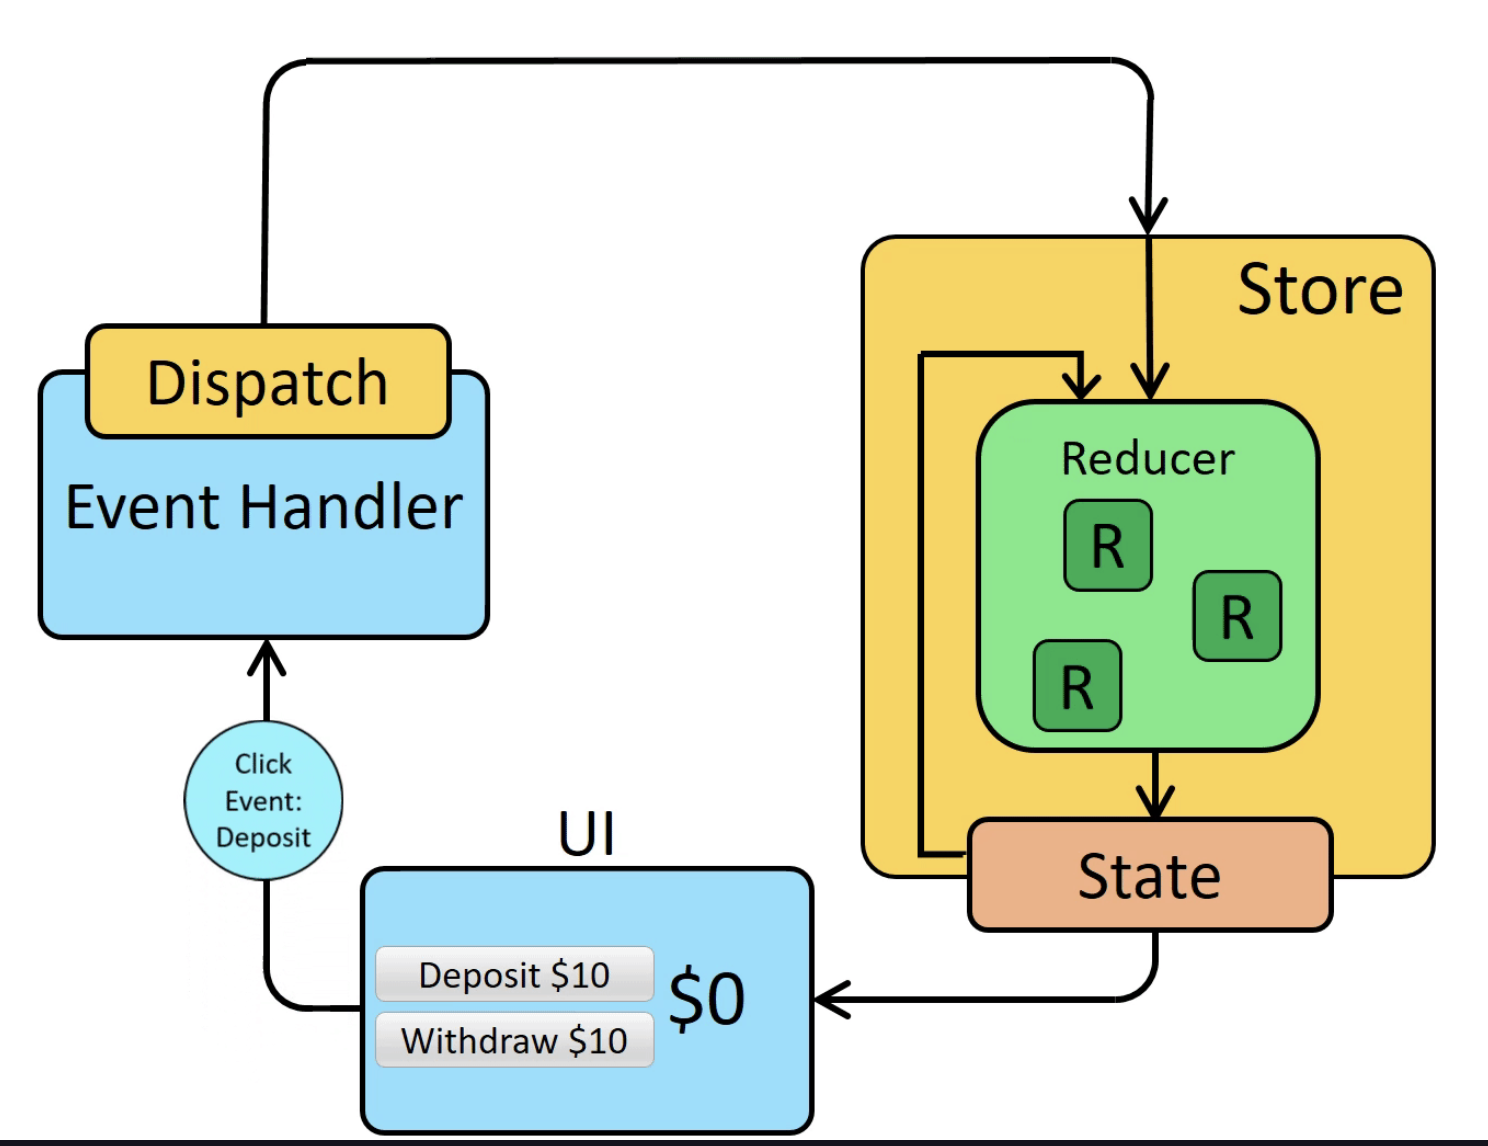 Store
Dispatch
Event Handler
Reducer
R
R
R
Click
Event:
Deposit
UI
State
Deposit $10
$0
Withdraw $10